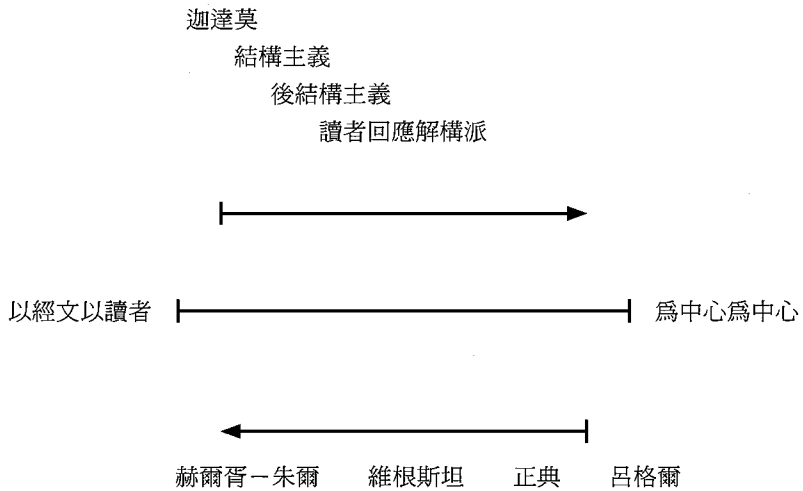 迦達莫
結構主義
後結構主義
讀者回應解構派
以經文以讀者 爲中心爲中心
赫爾胥－朱爾 維根斯坦 正典 呂格爾